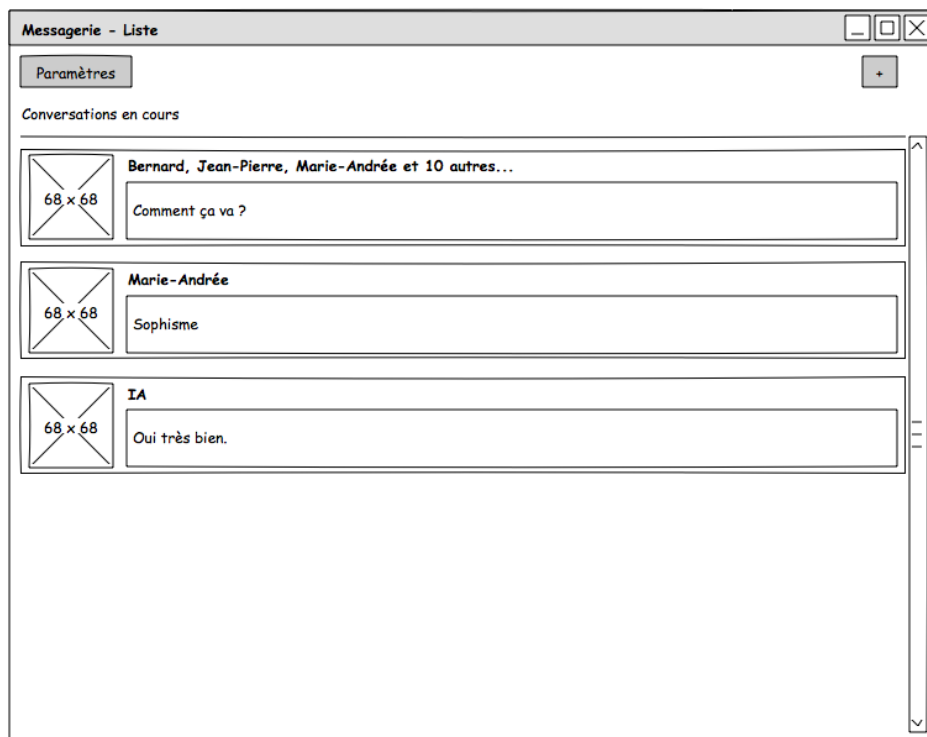 Messagerie - Liste
Paramètres
+
Conversations en cours
68 x 68
Bernard, Jean-Pierre, Marie-Andrée et 10 autres...
Comment ça va ?
68 x 68
Marie-Andrée
Sophisme
68 x 68
IA
Oui très bien.